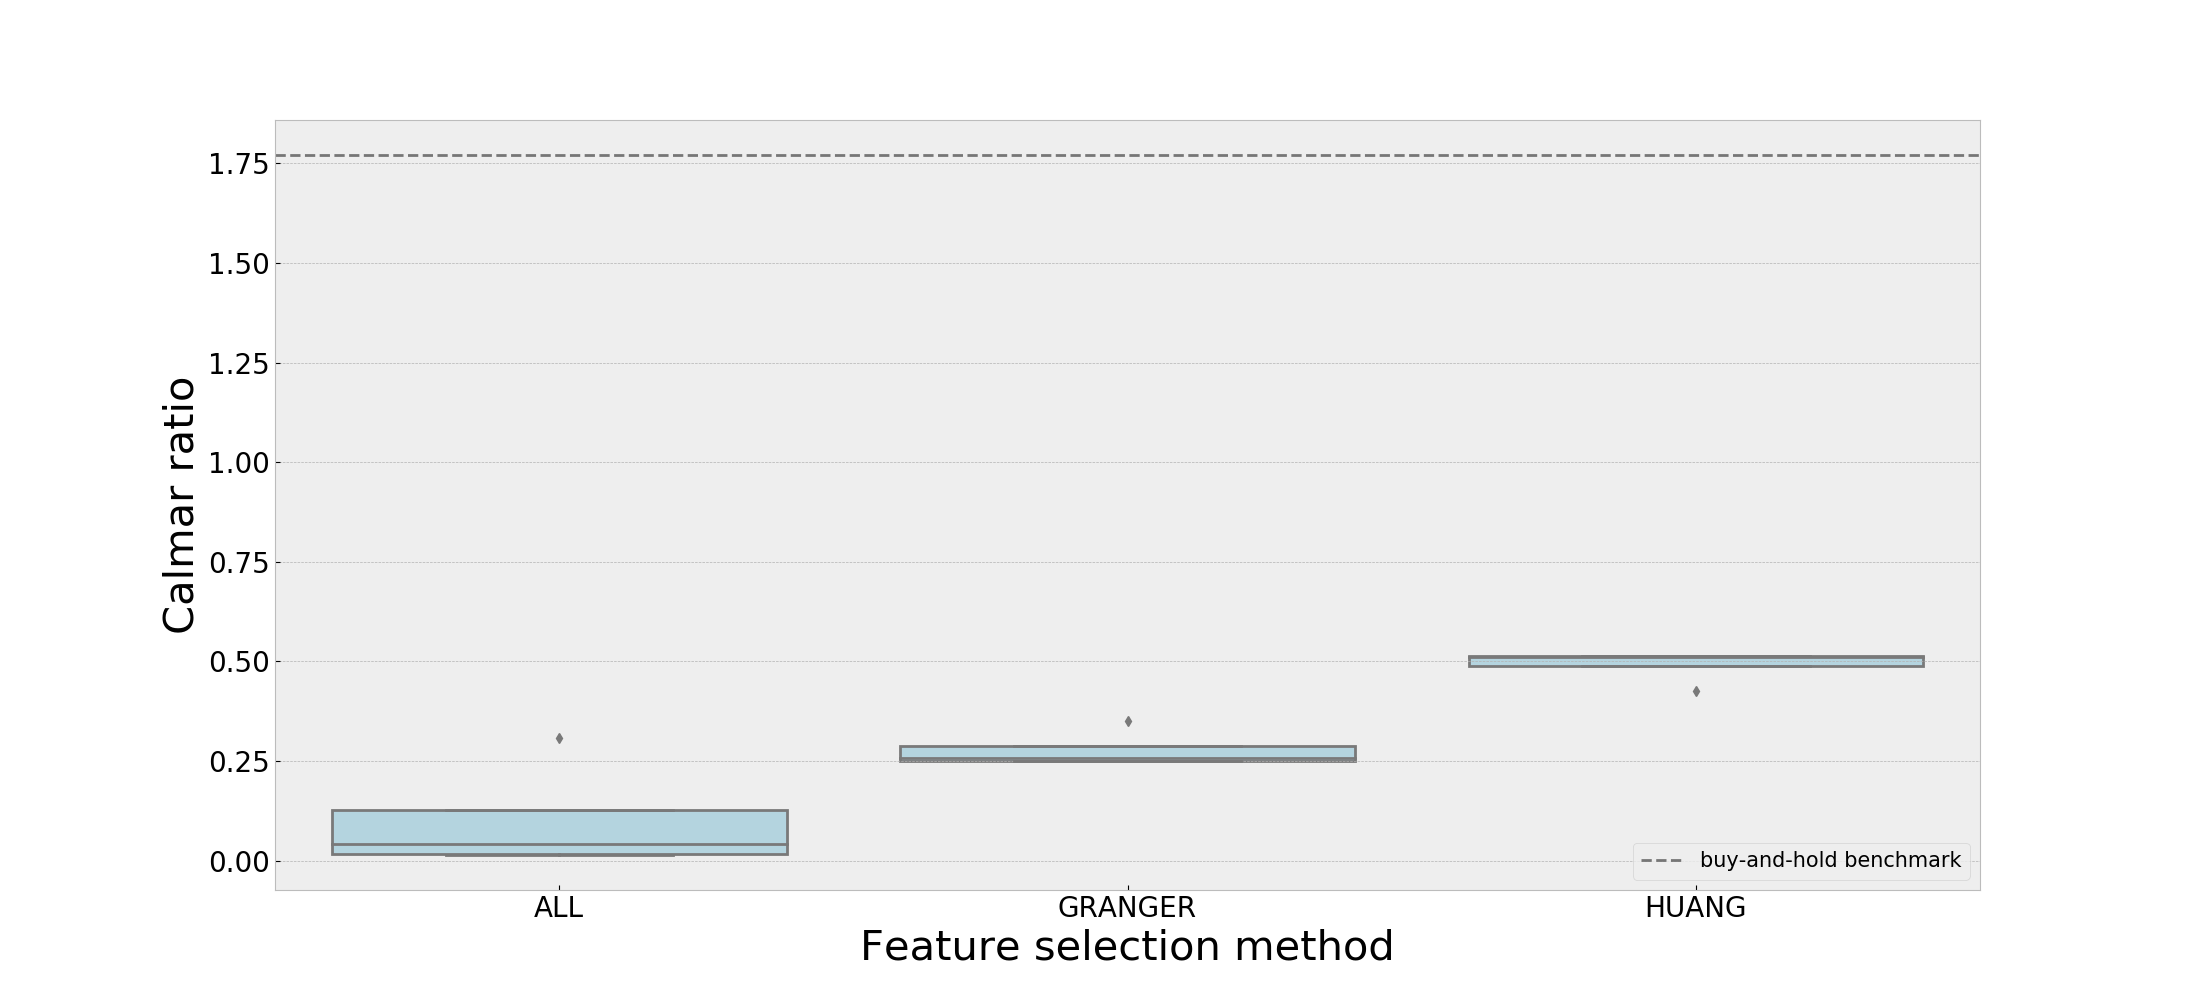 Calmar ratio
1.75
1.50
1.25
1.00
0.75
0.50
0.25
0.00
buy-and-hold benchmark
ALL GRANGER HUANG
Feature selection method